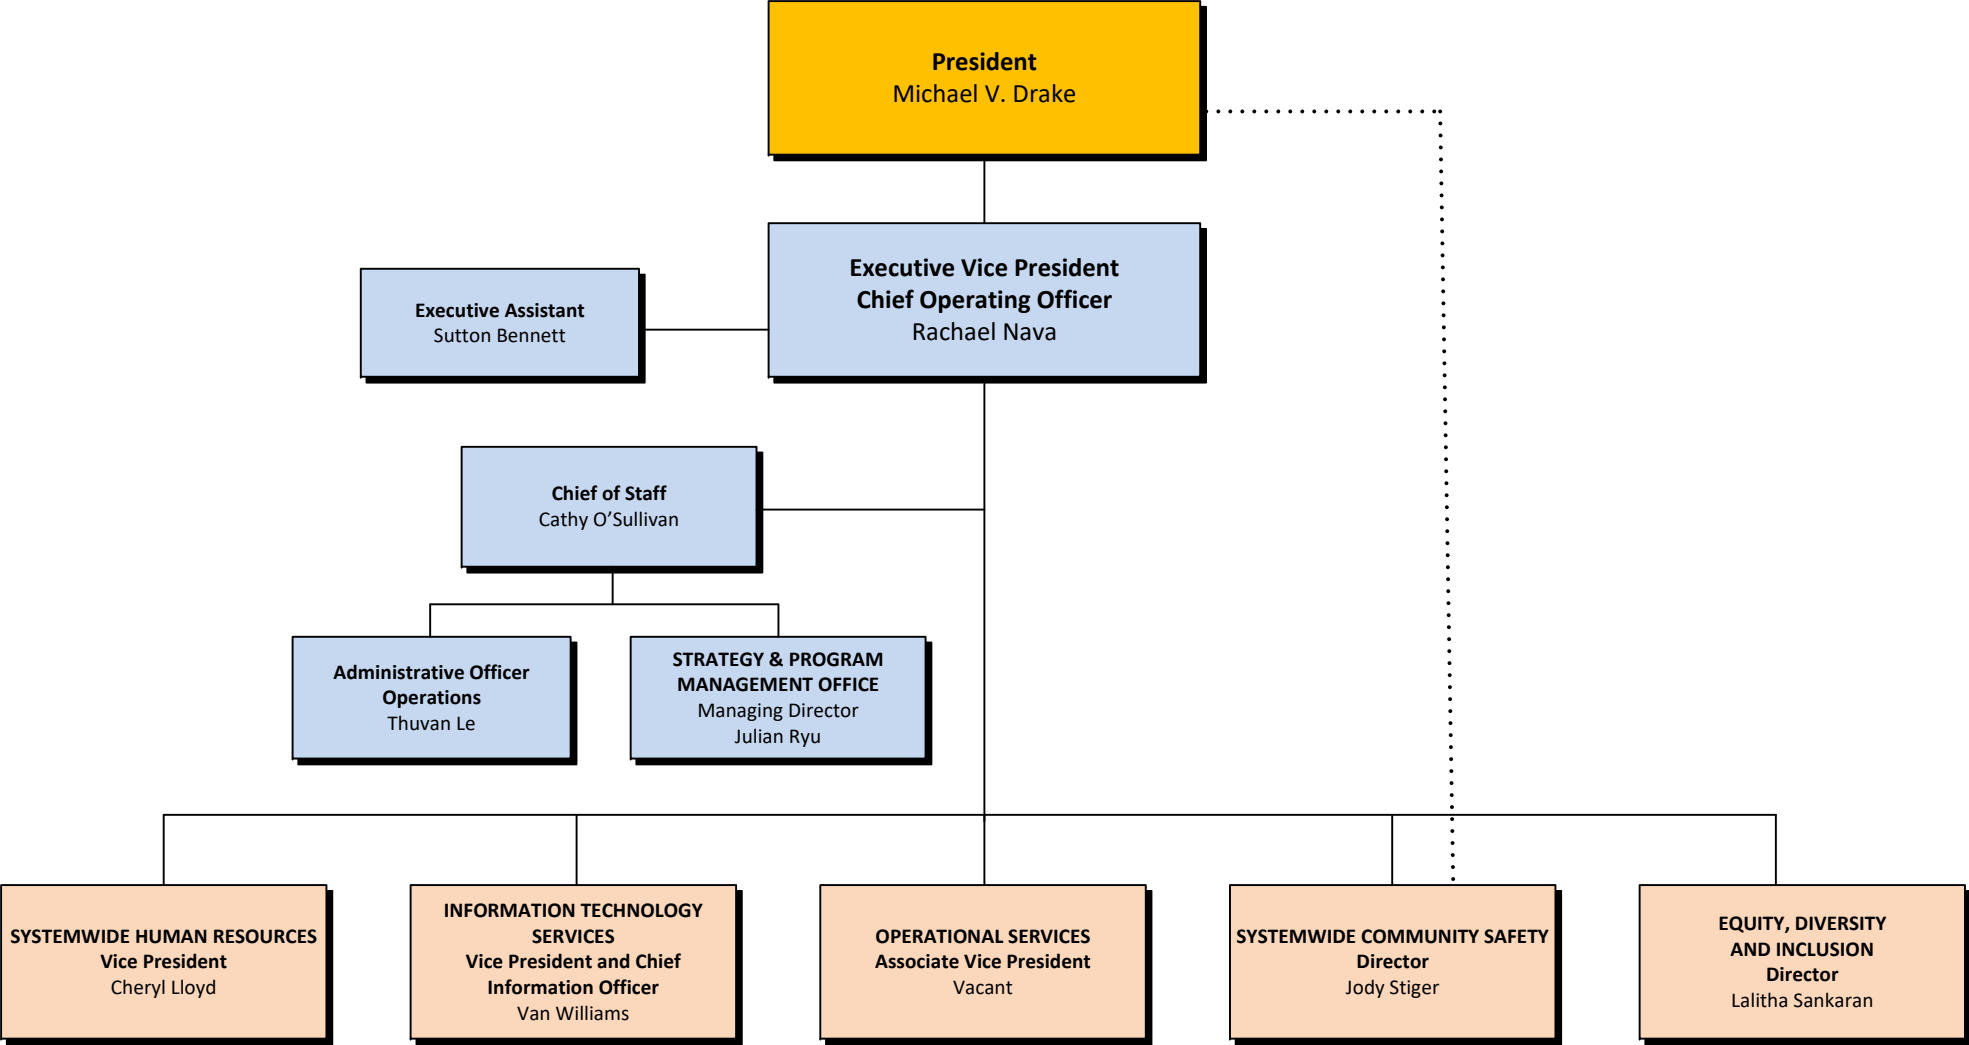 President
Michael V. Drake
Executive Vice President
Chief Operating Officer
Rachael Nava
Executive Assistant
Sutton Bennett
Chief of Staff
Cathy O’Sullivan
Administrative Officer
Operations
Thuvan Le
STRATEGY & PROGRAM
MANAGEMENT OFFICE
Managing Director
Julian Ryu
SYSTEMWIDE HUMAN RESOURCES
Vice President
Cheryl Lloyd
INFORMATION TECHNOLOGY
SERVICES
Vice President and Chief
Information Officer
Van Williams
OPERATIONAL SERVICES
Associate Vice President
Vacant
SYSTEMWIDE COMMUNITY SAFETY
Director
Jody Stiger
EQUITY, DIVERSITY
AND INCLUSION
Director
Lalitha Sankaran